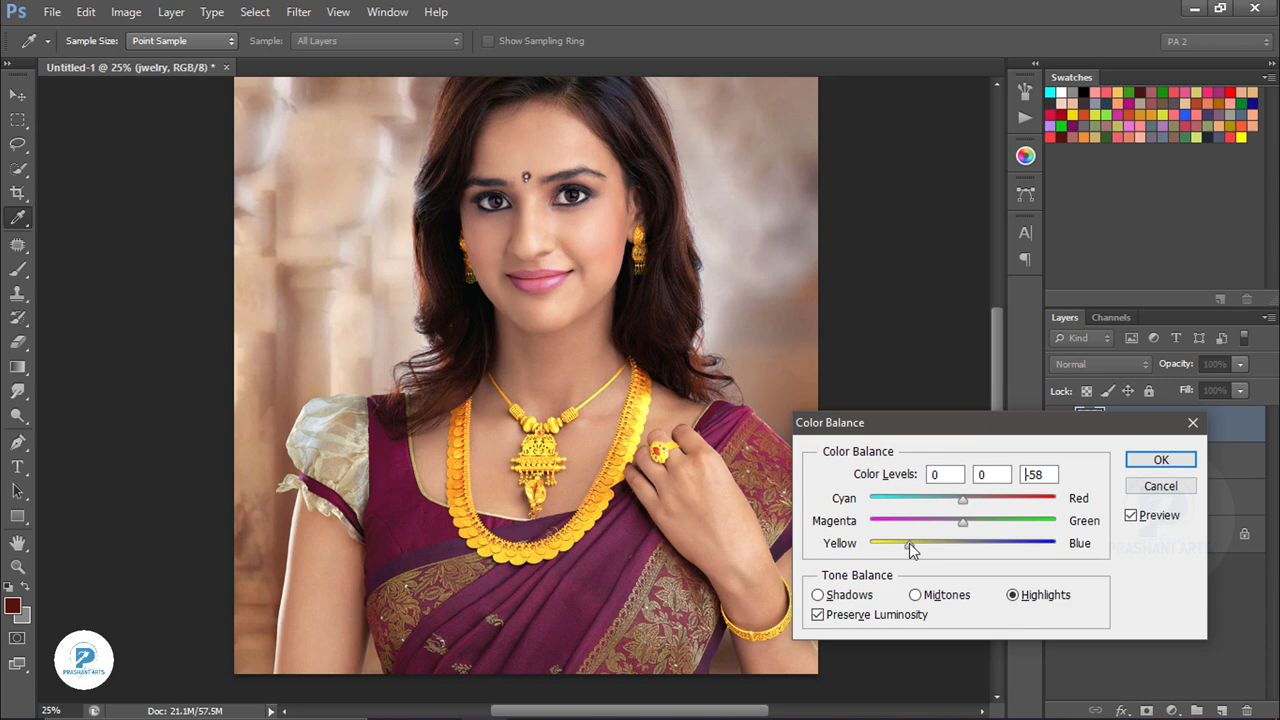 Ps File Edit Image Layer Type Select Filter View Window Help
Sample Size: Point Sample Sample: All Layers Show Sampling Ring PA 2
Untitled-1 @ 25% (jwelry, RGB/8) * ×
Swatches
Layers Channels
Kind
Normal Opacity: 100%
Lock: Fill: 100%
Color Balance
Color Balance
Color Levels: 0 0 -58
Cyan Red
Magenta Green
Yellow Blue
Tone Balance
Shadows Midtones Highlights
Preserve Luminosity
OK
Cancel
Preview
PRASHANT ARTS
PRASHANT ARTS
25% Doc: 21.1M/57.5M